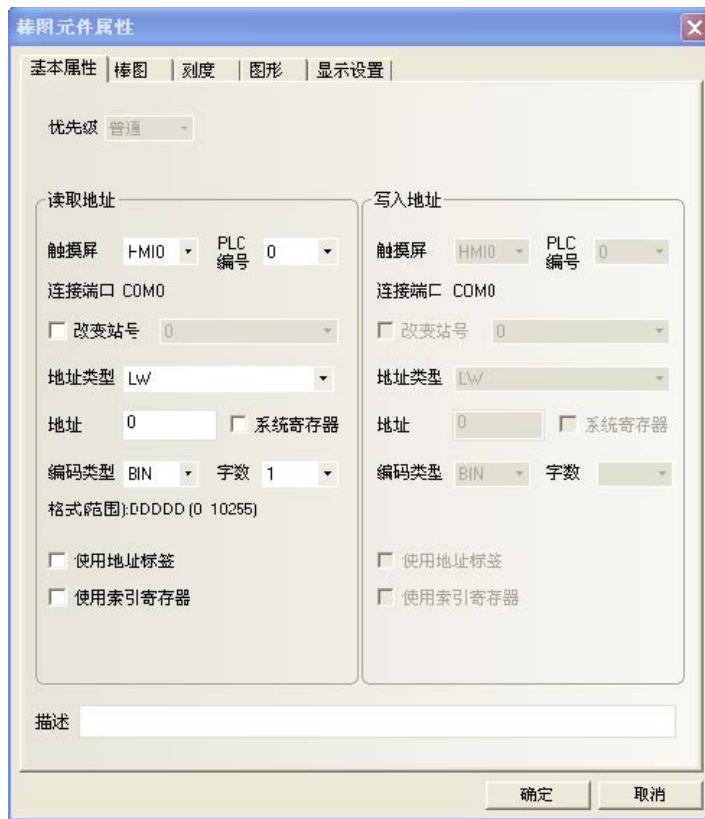 棒图元件属性
基本属性 棒图 刻度 图形 显示设置
优先级 普通
读取地址
触摸屏 HMI0 PLC编号 0
连接端口 COM0
改变站号 0
地址类型 LW
地址 0 系统寄存器
编码类型 BIN 字数 1
格式(范围):DDDDD (0 10255)
使用地址标签
使用索引寄存器
写入地址
触摸屏 HMI0 PLC编号 0
连接端口 COM0
改变站号 0
地址类型 LW
地址 0 系统寄存器
编码类型 BIN 字数
使用地址标签
使用索引寄存器
描述
确定 取消